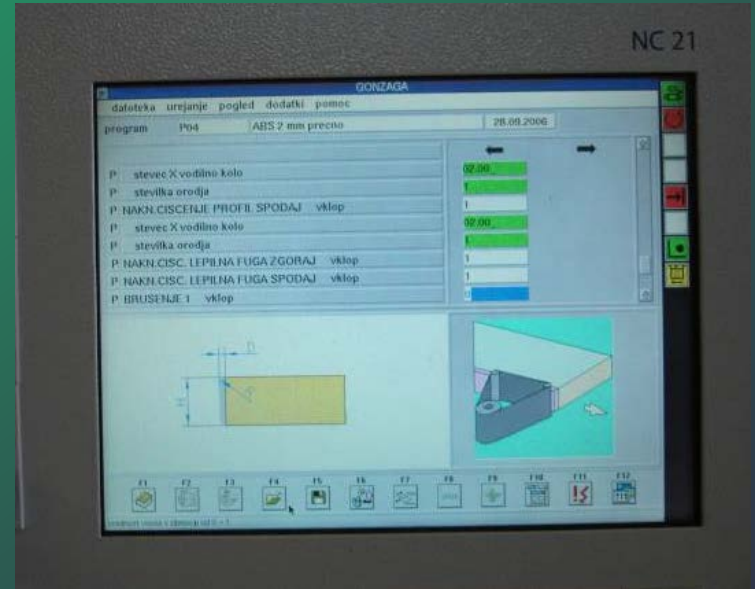 NC 21
GONZAGA
datoteka urejanje pogled dodatki pomoc
program P04 ABS 2 mm precno 28.09.2006
P stevec X vodilno kolo 02.00
P stevilka orodja 1
P NAKN.CISCENJE PROFIL SPODAJ vklop 1
P stevec X vodilno kolo 02.00
P stevilka orodja 1
P NAKN.CISC. LEPILNA FUGA ZGORAJ vklop 1
P NAKN.CISC. LEPILNA FUGA SPODAJ vklop 1
P BRUSENJE 1 vklop
F1 F2 F3 F4 F5 F6 F7 F8 F9 F10 F11 F12